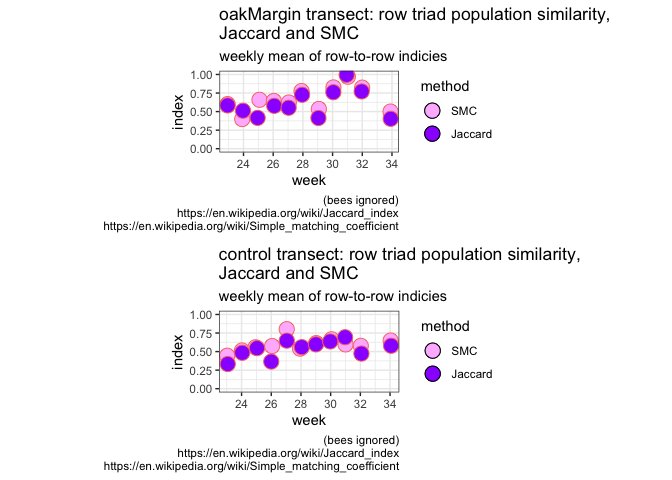 oakMargin transect: row triad population similarity,
Jaccard and SMC
weekly mean of row-to-row indicies
1.00
0.75
0.50
0.25
0.00
index
24 26 28 30 32 34
week
method
SMC
Jaccard
(bees ignored)
https://en.wikipedia.org/wiki/Jaccard_index
https://en.wikipedia.org/wiki/Simple_matching_coefficient
control transect: row triad population similarity,
Jaccard and SMC
weekly mean of row-to-row indicies
1.00
0.75
0.50
0.25
0.00
index
24 26 28 30 32 34
week
method
SMC
Jaccard
(bees ignored)
https://en.wikipedia.org/wiki/Jaccard_index
https://en.wikipedia.org/wiki/Simple_matching_coefficient